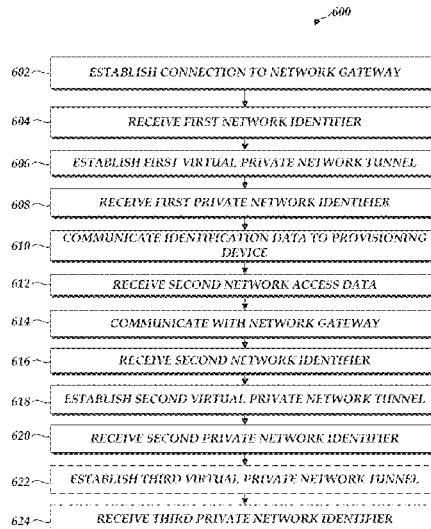 600
602 ESTABLISH CONNECTION TO NETWORK GATEWAY
604 RECEIVE FIRST NETWORK IDENTIFIER
606 ESTABLISH FIRST VIRTUAL PRIVATE NETWORK TUNNEL
608 RECEIVE FIRST PRIVATE NETWORK IDENTIFIER
610 COMMUNICATE IDENTIFICATION DATA TO PROVISIONING
DEVICE
612 RECEIVE SECOND NETWORK ACCESS DATA
614 COMMUNICATE WITH NETWORK GATEWAY
616 RECEIVE SECOND NETWORK IDENTIFIER
618 ESTABLISH SECOND VIRTUAL PRIVATE NETWORK TUNNEL
620 RECEIVE SECOND PRIVATE NETWORK IDENTIFIER
622 ESTABLISH THIRD VIRTUAL PRIVATE NETWORK TUNNEL
624 RECEIVE THIRD PRIVATE NETWORK IDENTIFIER